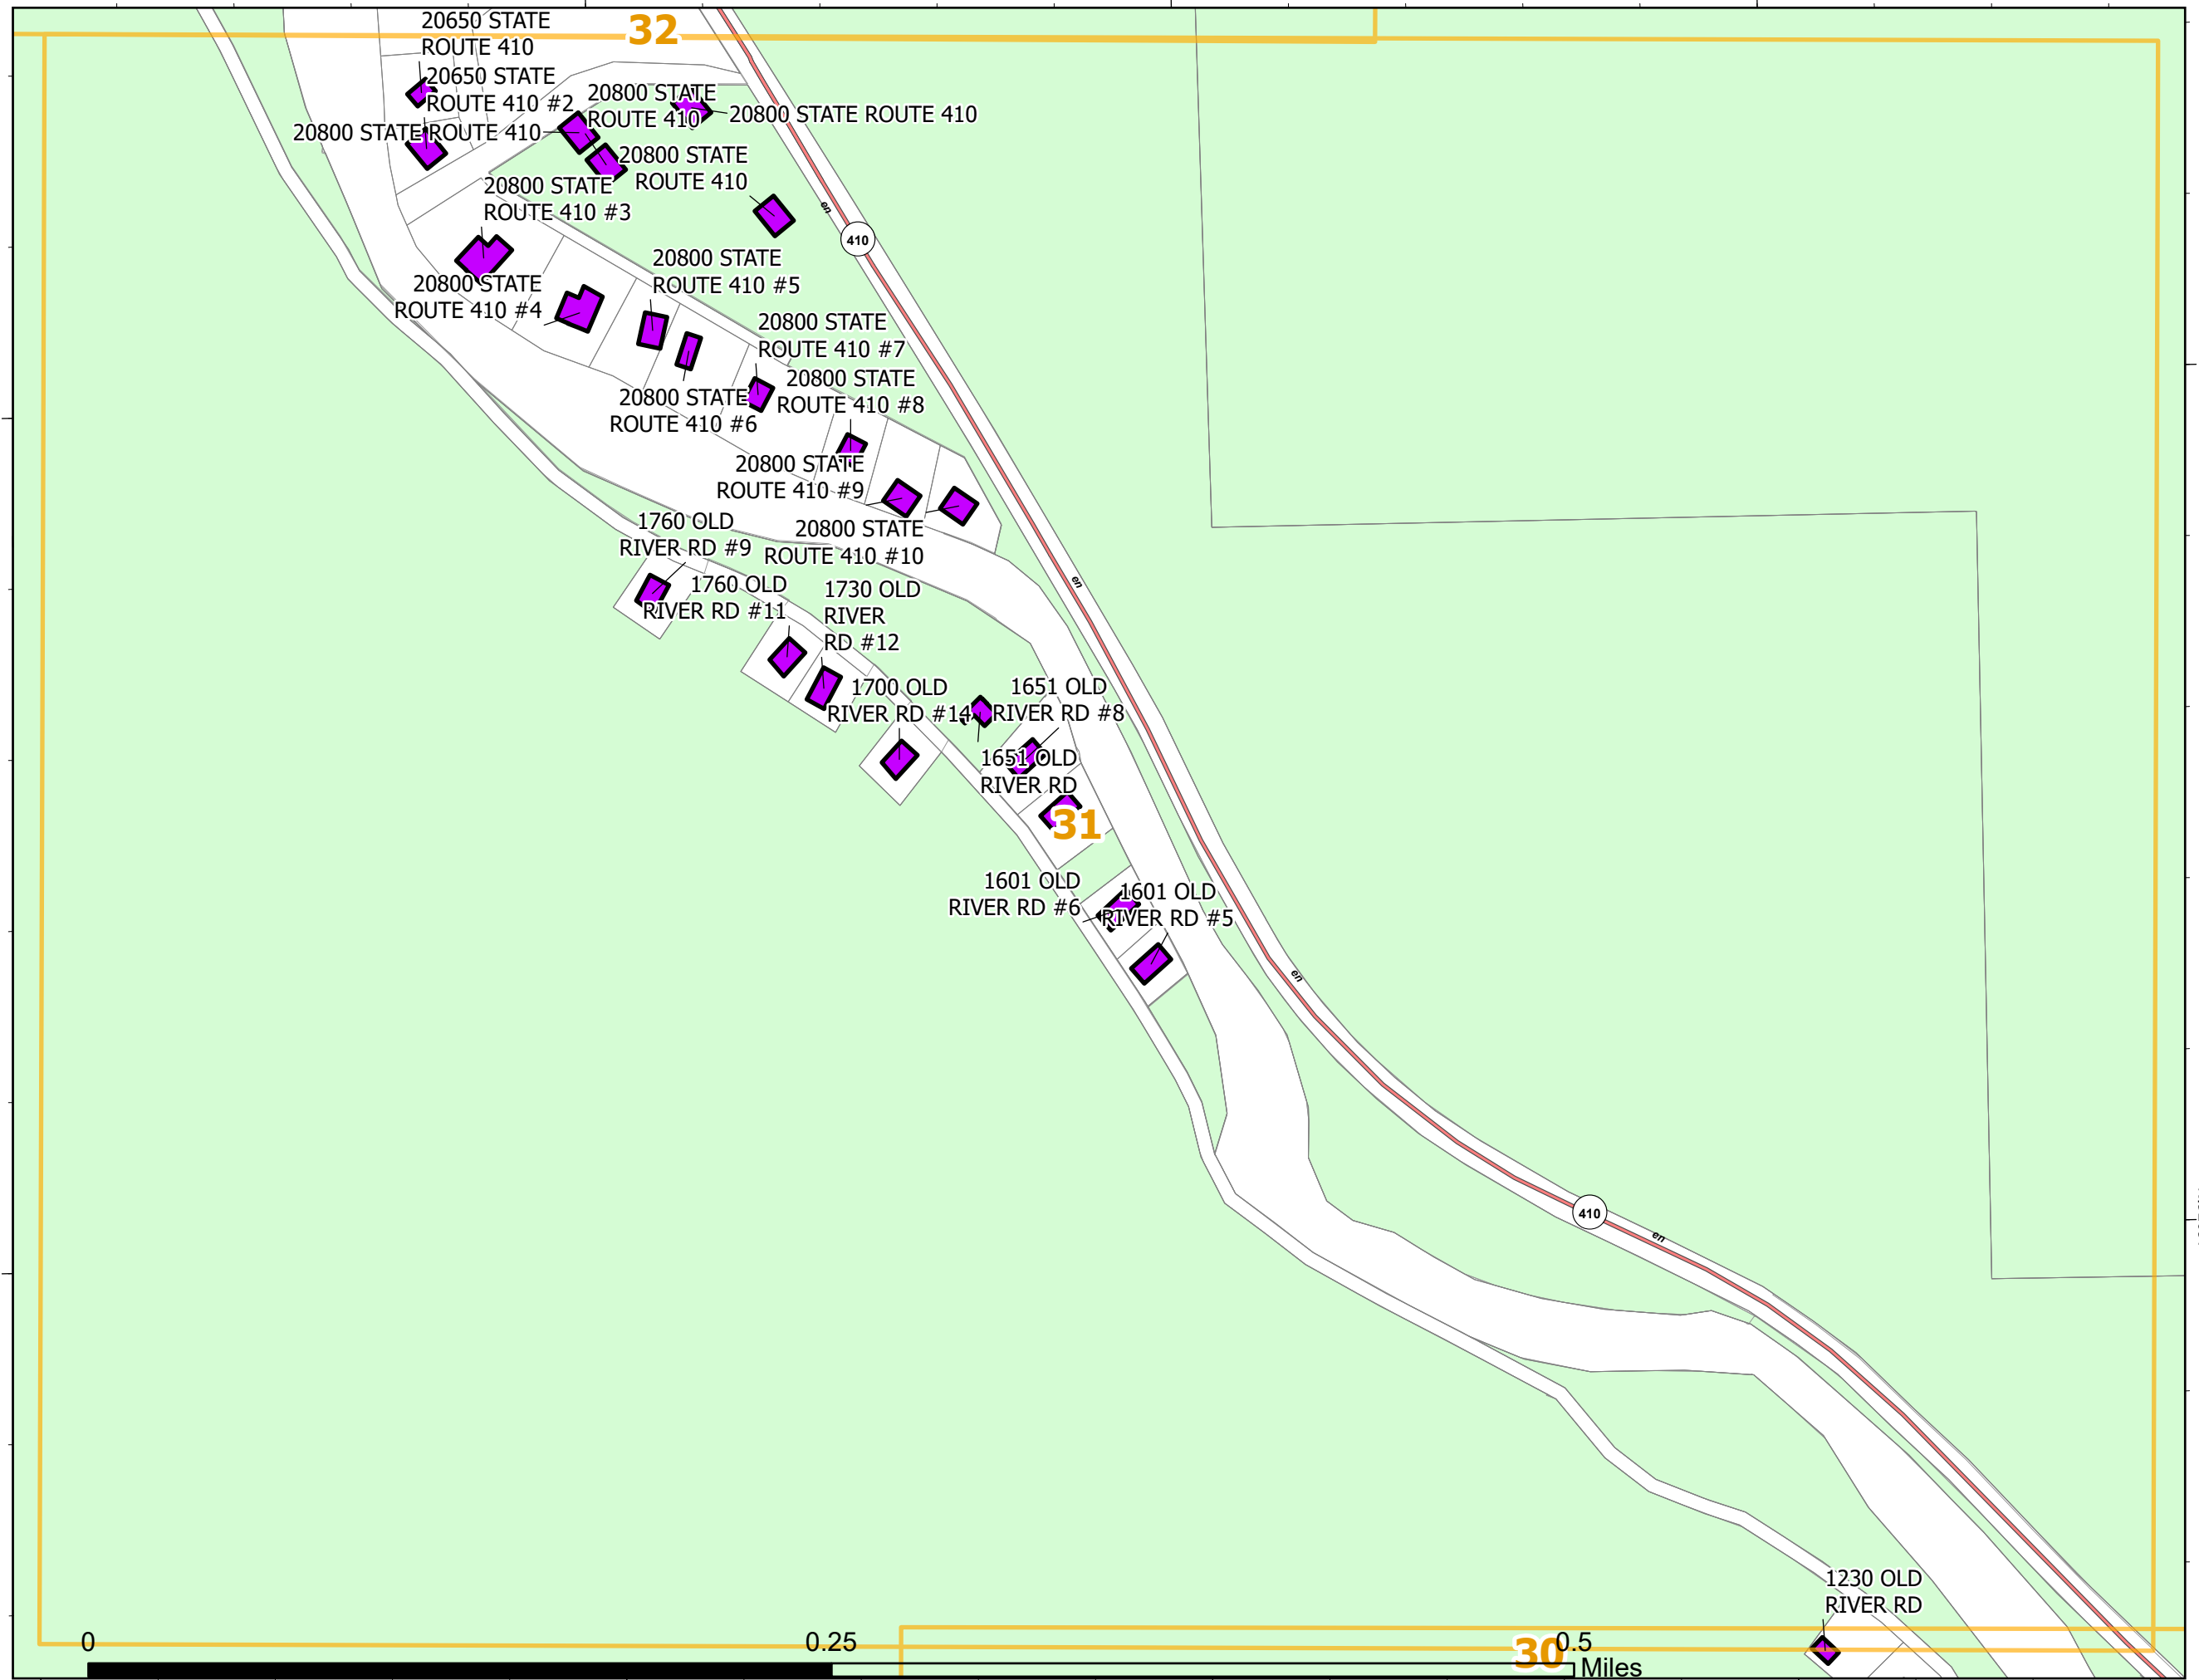 20650 STATE
ROUTE 410
32
20650 STATE
ROUTE 410 #2
20800 STATE
ROUTE 410
20800 STATE ROUTE 410
20800 STATE ROUTE 410
20800 STATE
ROUTE 410
20800 STATE
ROUTE 410 #3
en
410
20800 STATE
ROUTE 410 #4
20800 STATE
ROUTE 410 #5
20800 STATE
ROUTE 410 #7
20800 STATE
ROUTE 410 #6
20800 STATE
ROUTE 410 #8
20800 STATE
ROUTE 410 #9
20800 STATE
ROUTE 410 #10
1760 OLD
RIVER RD #9
en
1760 OLD
RIVER RD #11
1730 OLD
RIVER
RD #12
1700 OLD
RIVER RD #14
1651 OLD
RIVER RD #8
1651 OLD
RIVER RD
31
1601 OLD
RIVER RD #6
1601 OLD
RIVER RD #5
en
410
en
1230 OLD
RIVER RD
30
0
0.25
0.5
Miles